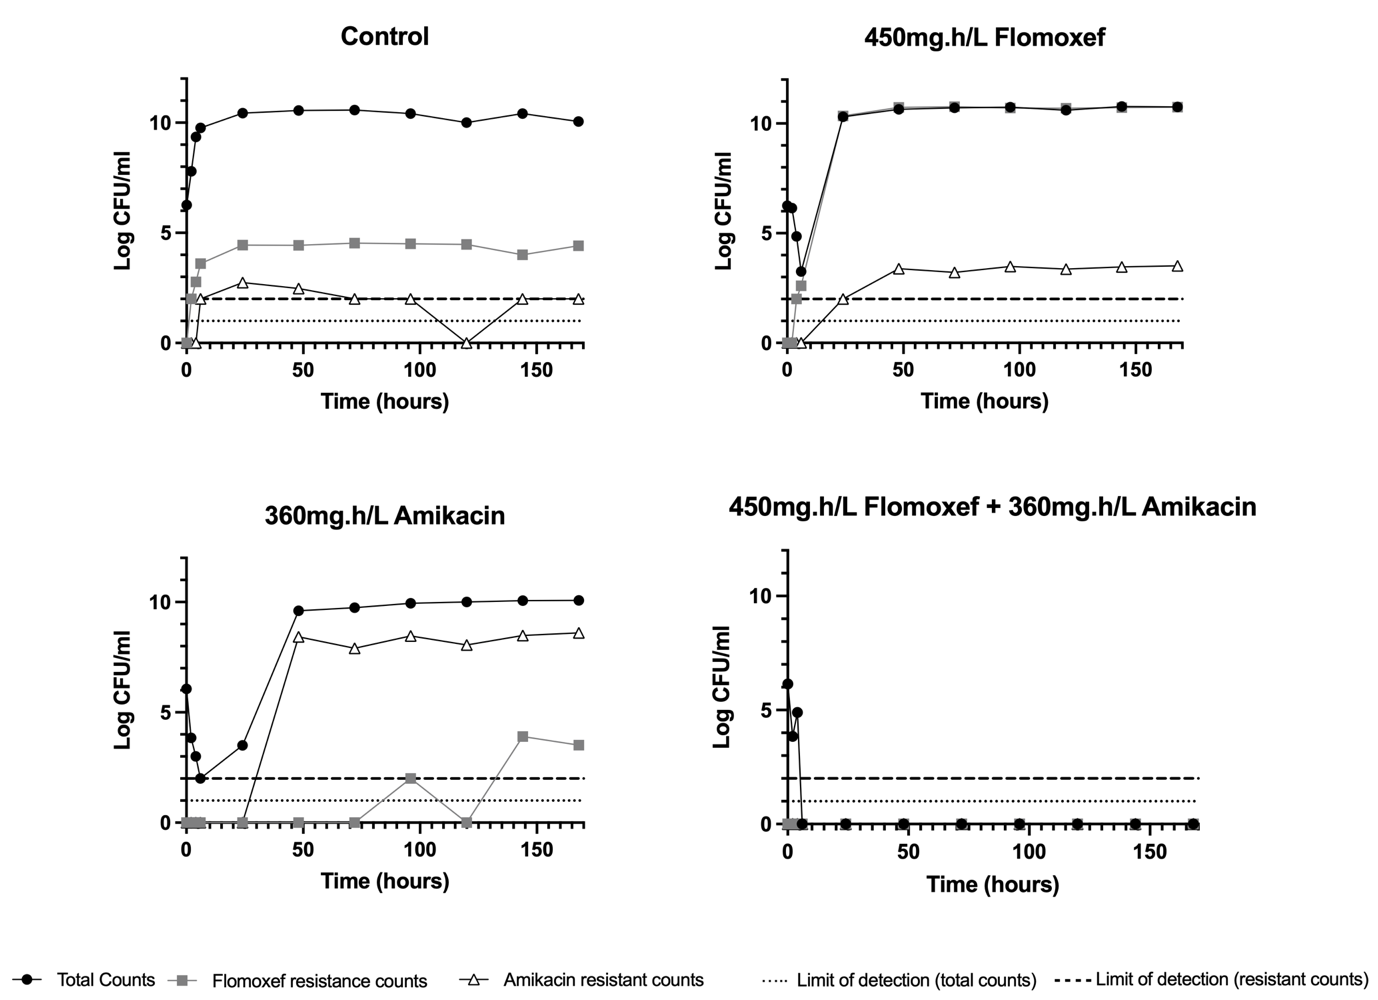 Control
10
5
0
Log CFU/ml
0 50 100 150
Time (hours)
450mg.h/L Flomoxef
10
5
0
Log CFU/ml
0 50 100 150
Time (hours)
360mg.h/L Amikacin
10
5
0
Log CFU/ml
0 50 100 150
Time (hours)
450mg.h/L Flomoxef + 360mg.h/L Amikacin
10
5
0
Log CFU/ml
0 50 100 150
Time (hours)
Total Counts Flomoxef resistance counts Amikacin resistant counts Limit of detection (total counts) Limit of detection (resistant counts)